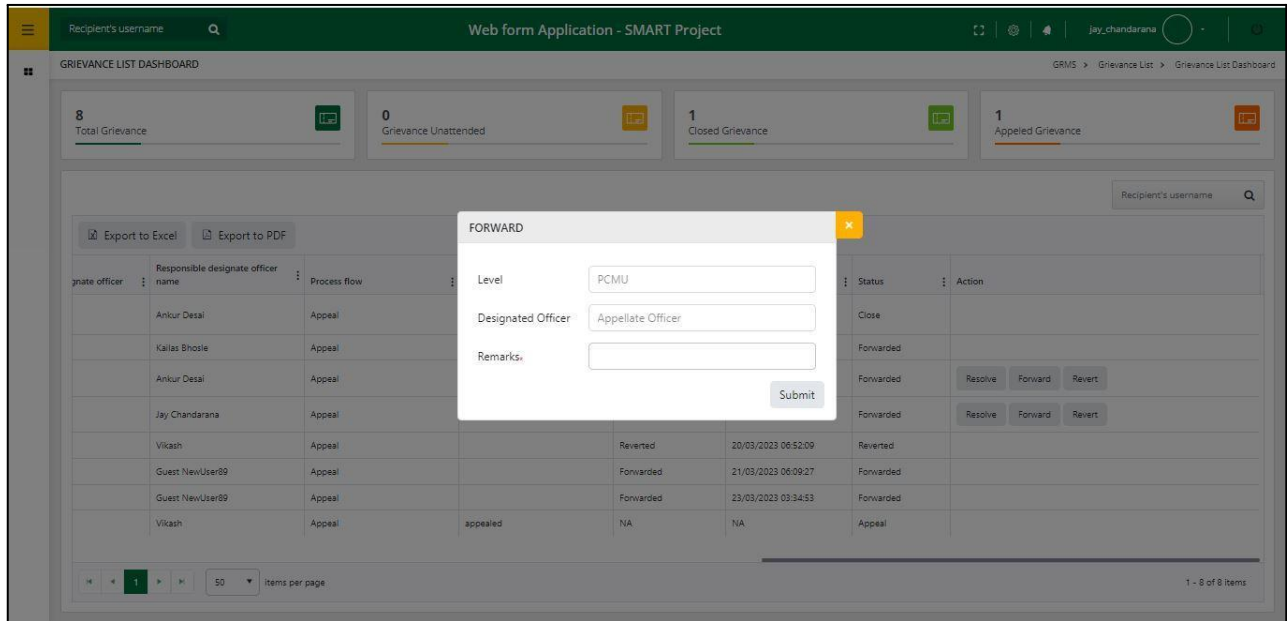 Recipient's username
Web form Application - SMART Project
jay_chandarana
GRIEVANCE LIST DASHBOARD
GRMS > Grievance List > Grievance List Dashboard
8
Total Grievance
0
Grievance Unattended
1
Closed Grievance
1
Appeled Grievance
Recipient's username
Export to Excel
Export to PDF
gnate officer
Responsible designate officer
name
Process flow
Status
Action
Ankur Desai Appeal Close
Kailas Bhosle Appeal Forwarded
Ankur Desai Appeal Forwarded Resolve Forward Revert
Jay Chandarana Appeal Forwarded Resolve Forward Revert
Vikash Appeal Reverted 20/03/2023 06:52:09 Reverted
Guest NewUser89 Appeal Forwarded 21/03/2023 06:09:27 Forwarded
Guest NewUser89 Appeal Forwarded 23/03/2023 03:34:53 Forwarded
Vikash Appeal appealed NA NA Appeal
FORWARD
×
Level PCMU
Designated Officer Appellate Officer
Remarks*
Submit
1
50 items per page
1 - 8 of 8 items